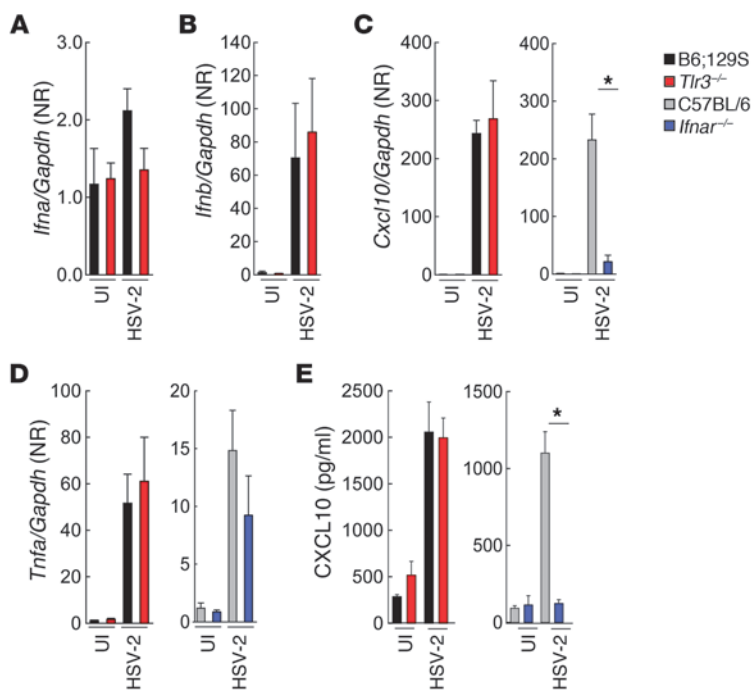 A
Ifna/Gapdh (NR)
3.0
2.0
1.0
0.0
UI
HSV-2
B
Ifnb/Gapdh (NR)
140
120
100
80
60
40
20
0
UI
HSV-2
C
Cxcl10/Gapdh (NR)
400
300
200
100
0
UI
HSV-2
400
300
200
100
0
*
UI
HSV-2
B6;129S
Tlr3–/–
C57BL/6
Ifnar–/–
D
Tnfa/Gapdh (NR)
100
80
60
40
20
0
UI
HSV-2
20
15
10
5
0
UI
HSV-2
E
CXCL10 (pg/ml)
2500
2000
1500
1000
500
0
UI
HSV-2
1500
1000
500
0
*
UI
HSV-2